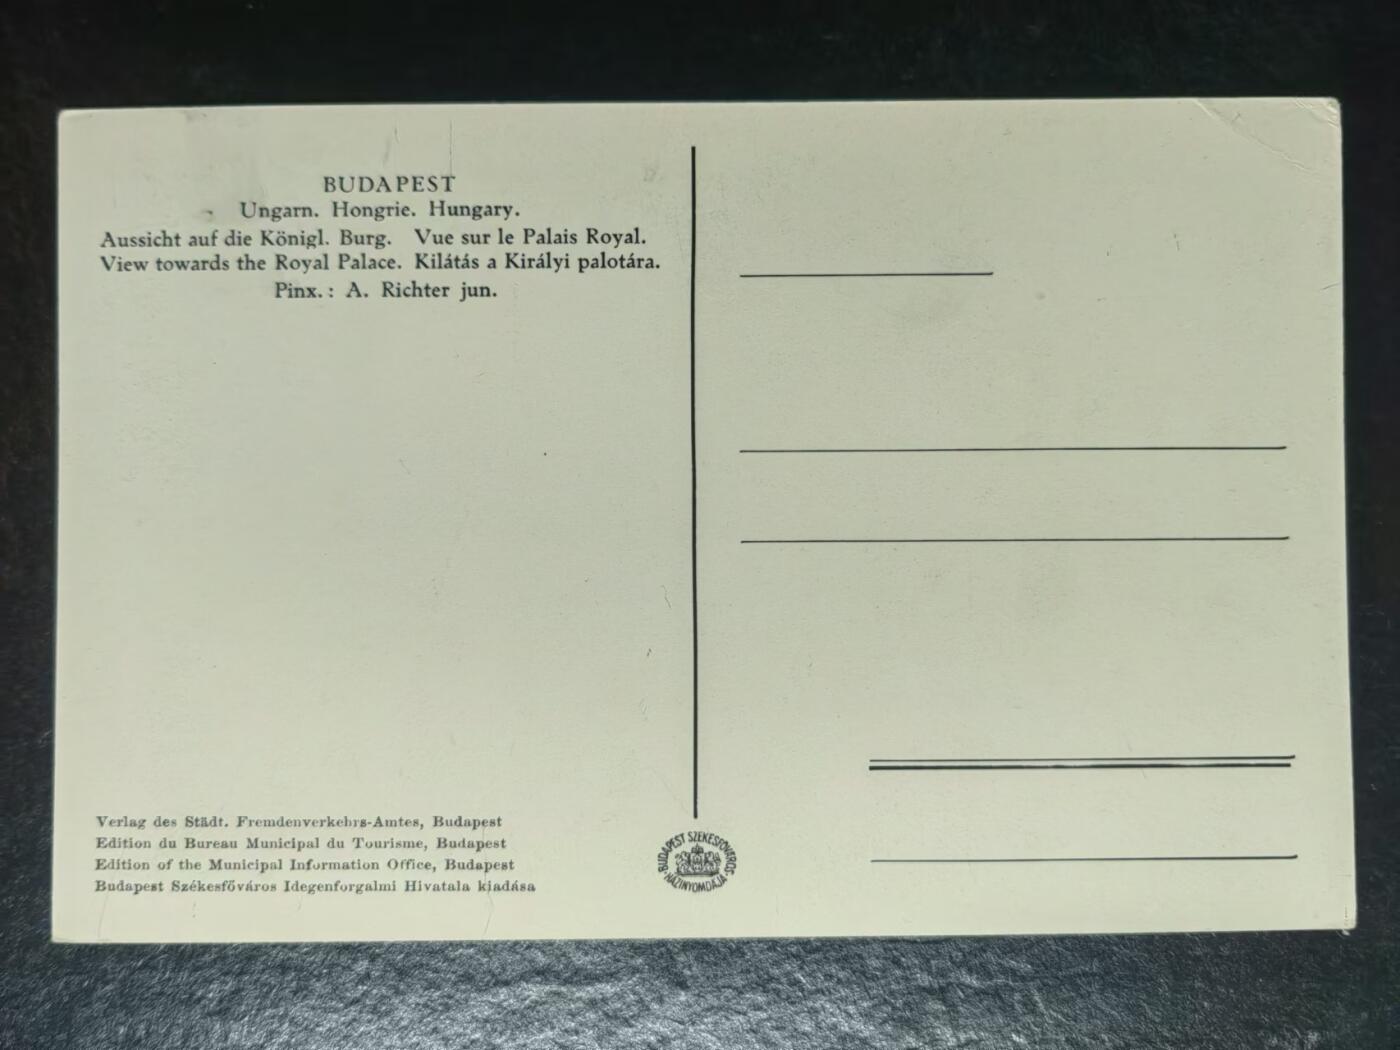 BUDAPEST
Ungarn. Hongrie. Hungary.
Aussicht auf die Königl. Burg. Vue sur le Palais Royal.
View towards the Royal Palace. Kilátás a Királyi palotára.
Pinx.: A. Richter jun.
Verlag des Städt. Fremdenverkehrs-Amtes, Budapest
Edition du Bureau Municipal du Tourisme, Budapest
Edition of the Municipal Information Office, Budapest
Budapest Székesfőváros Idegenforgalmi Hivatala kiadása
BUDAPEST SZÉKESFŐVÁROS HÁZINYOMDÁJA